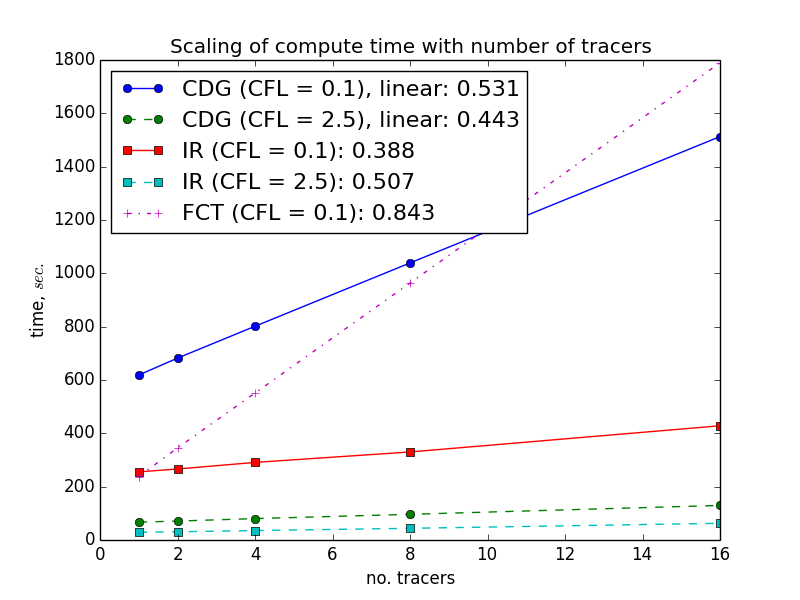 Scaling of compute time with number of tracers
CDG (CFL = 0.1), linear: 0.531
CDG (CFL = 2.5), linear: 0.443
IR (CFL = 0.1): 0.388
IR (CFL = 2.5): 0.507
FCT (CFL = 0.1): 0.843
1800
1600
1400
1200
1000
800
600
400
200
0
time, sec.
0 2 4 6 8 10 12 14 16
no. tracers